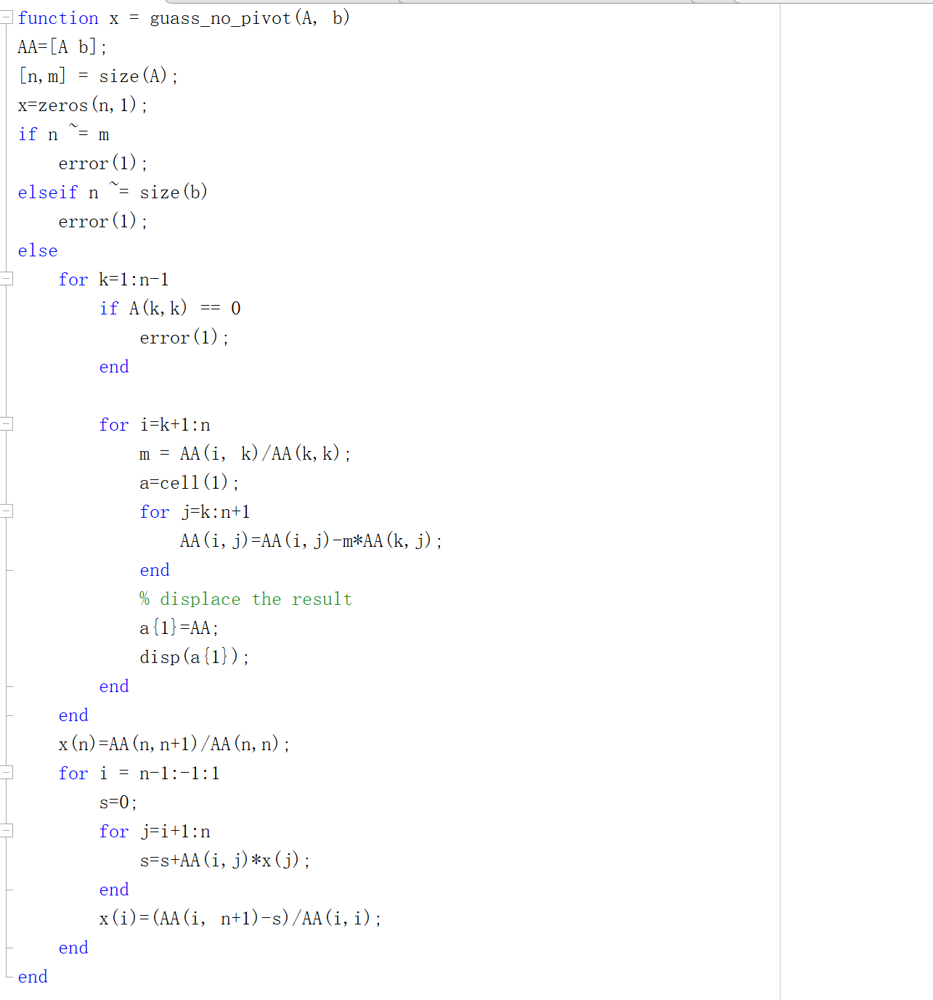 function x = guass_no_pivot(A, b)
AA=[A b];
[n,m] = size(A);
x=zeros(n,1);
if n ~= m
    error(1);
elseif n ~= size(b)
    error(1);
else
    for k=1:n-1
        if A(k,k) == 0
            error(1);
        end
        for i=k+1:n
            m = AA(i, k)/AA(k,k);
            a=cell(1);
            for j=k:n+1
                AA(i,j)=AA(i,j)-m*AA(k,j);
            end
            % displace the result
            a{1}=AA;
            disp(a{1});
        end
    end
    x(n)=AA(n,n+1)/AA(n,n);
    for i = n-1:-1:1
        s=0;
        for j=i+1:n
            s=s+AA(i,j)*x(j);
        end
        x(i)=(AA(i, n+1)-s)/AA(i,i);
    end
end